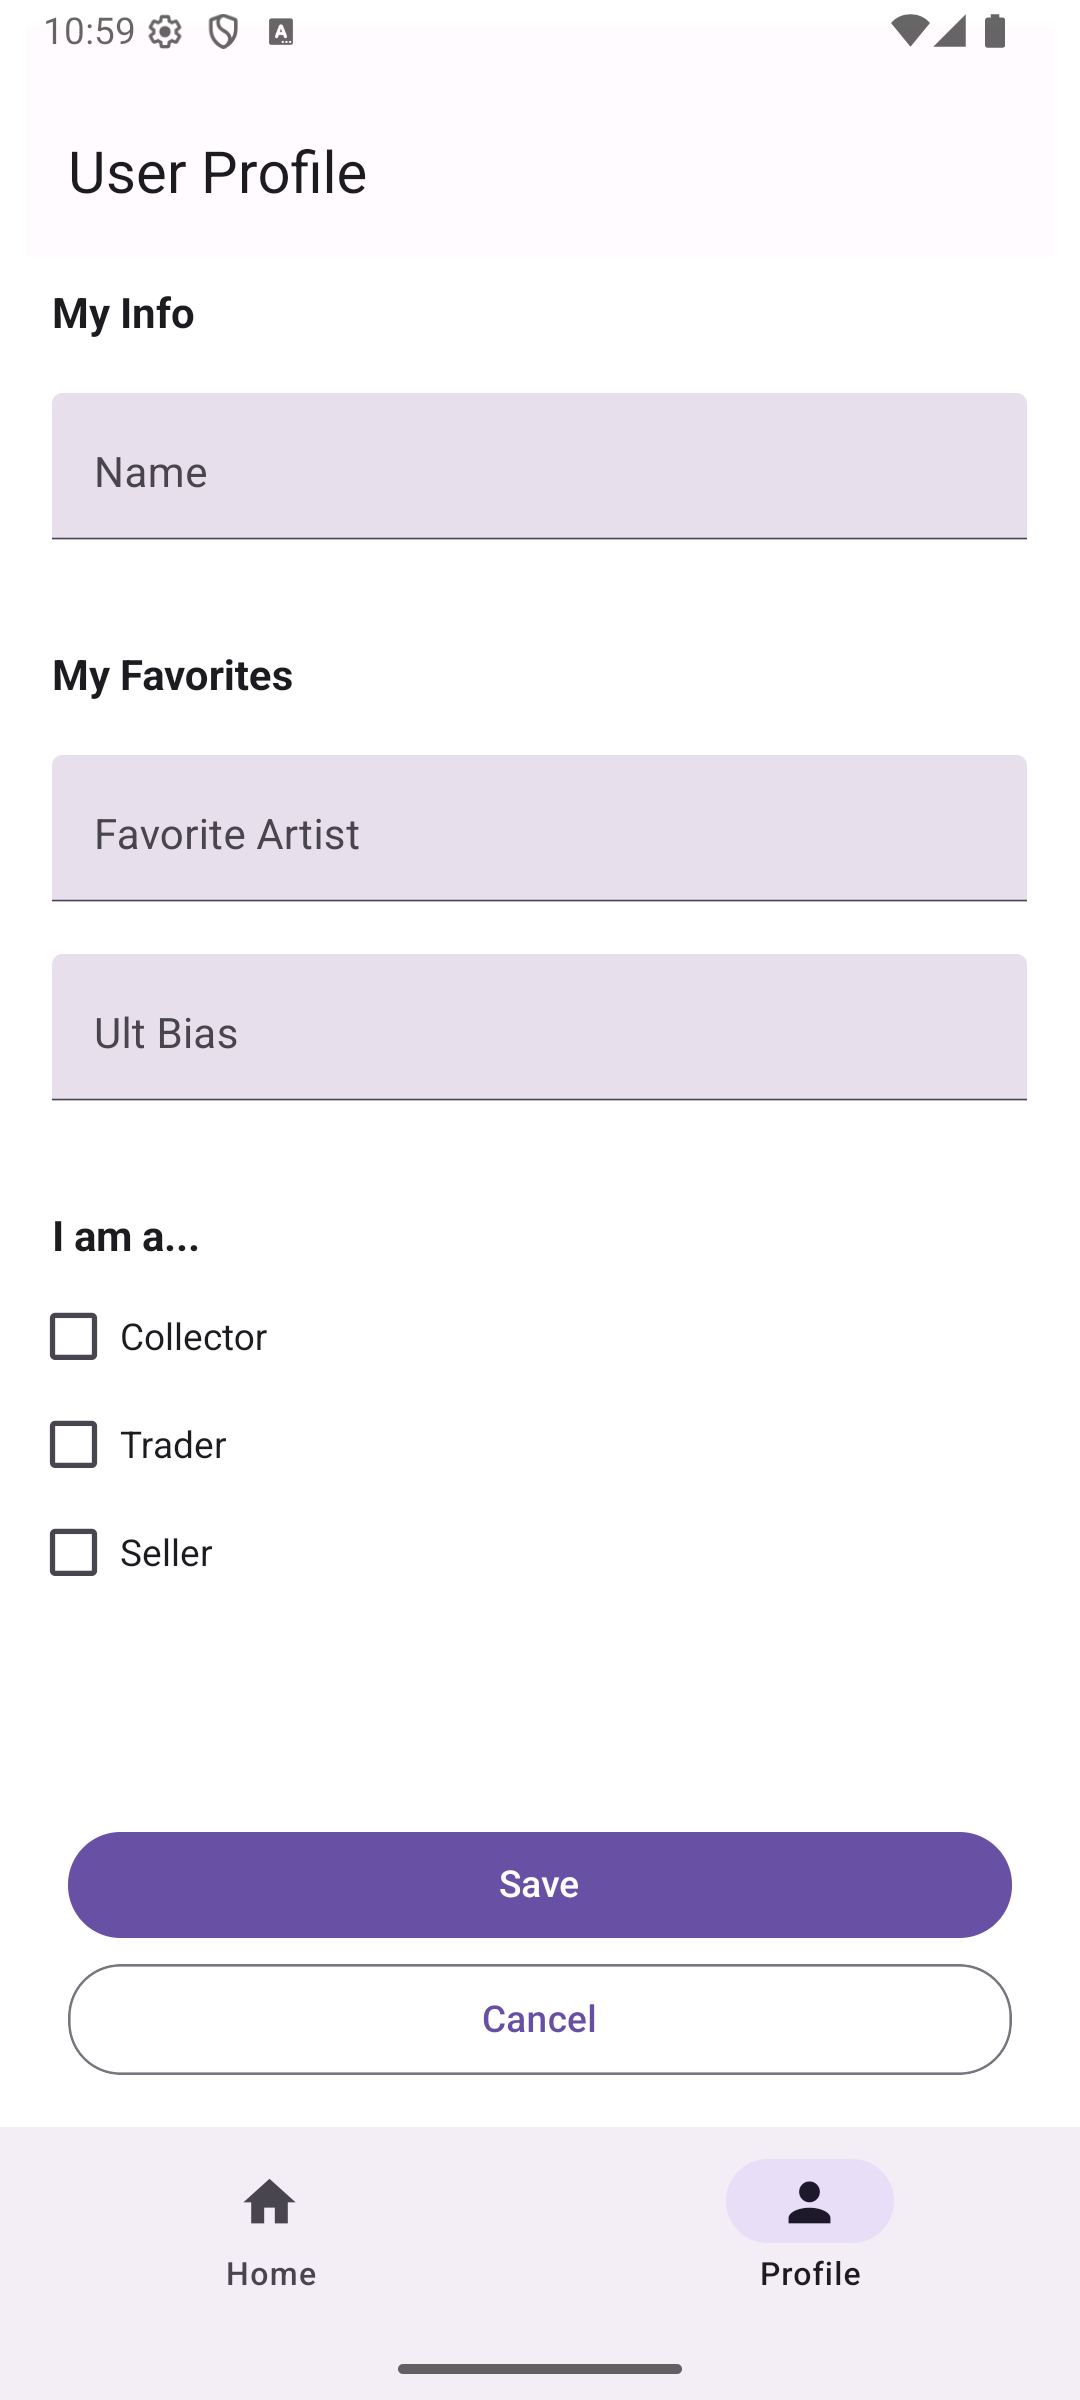 10:59
User Profile
My Info
Name
My Favorites
Favorite Artist
Ult Bias
I am a...
Collector
Trader
Seller
Save
Cancel
Home
Profile